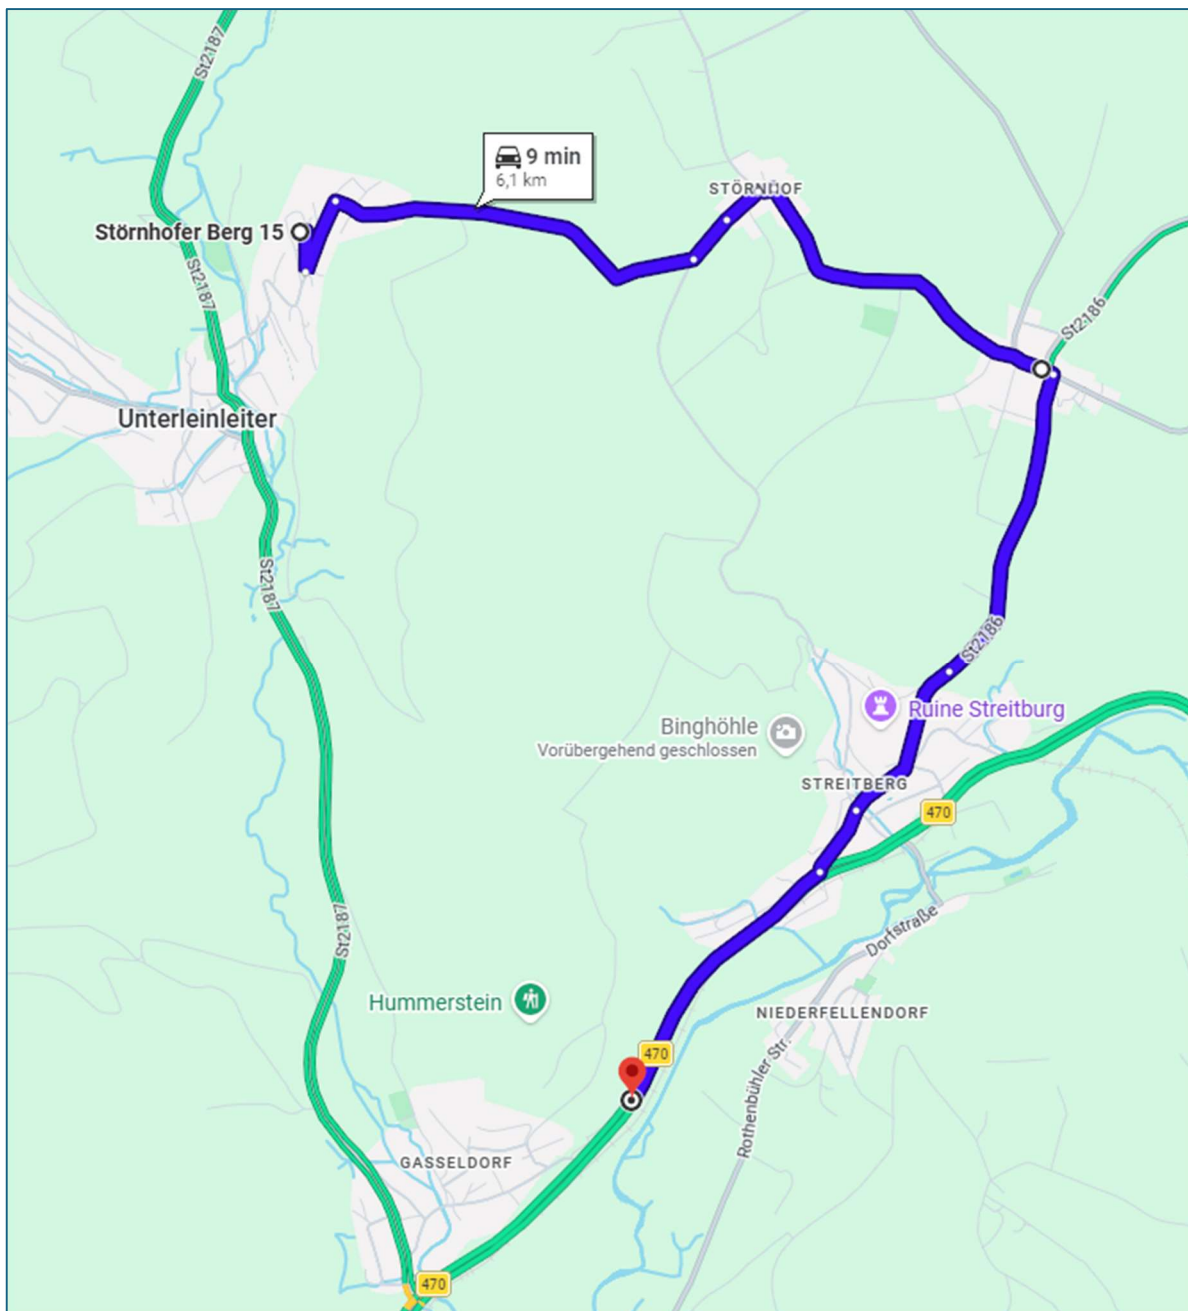 St2187
9 min
6,1 km
STÖRNHOF
Störnhofer Berg 15
St2187
St2186
Unterleinleiter
St2187
St2186
Ruine Streitburg
Binghöhle
Vorübergehend geschlossen
STREITBERG
470
St2187
Dorfstraße
Hummerstein
NIEDERFELLENDORF
470
Rothenbühler Str.
GASSELDORF
470